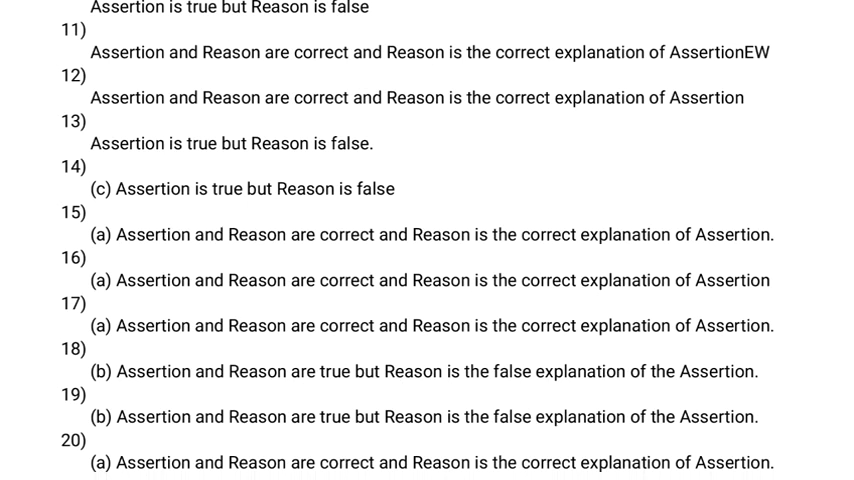 Assertion is true but Reason is false
11)
Assertion and Reason are correct and Reason is the correct explanation of AssertionEW
12)
Assertion and Reason are correct and Reason is the correct explanation of Assertion
13)
Assertion is true but Reason is false.
14)
(c) Assertion is true but Reason is false
15)
(a) Assertion and Reason are correct and Reason is the correct explanation of Assertion.
16)
(a) Assertion and Reason are correct and Reason is the correct explanation of Assertion
17)
(a) Assertion and Reason are correct and Reason is the correct explanation of Assertion.
18)
(b) Assertion and Reason are true but Reason is the false explanation of the Assertion.
19)
(b) Assertion and Reason are true but Reason is the false explanation of the Assertion.
20)
(a) Assertion and Reason are correct and Reason is the correct explanation of Assertion.